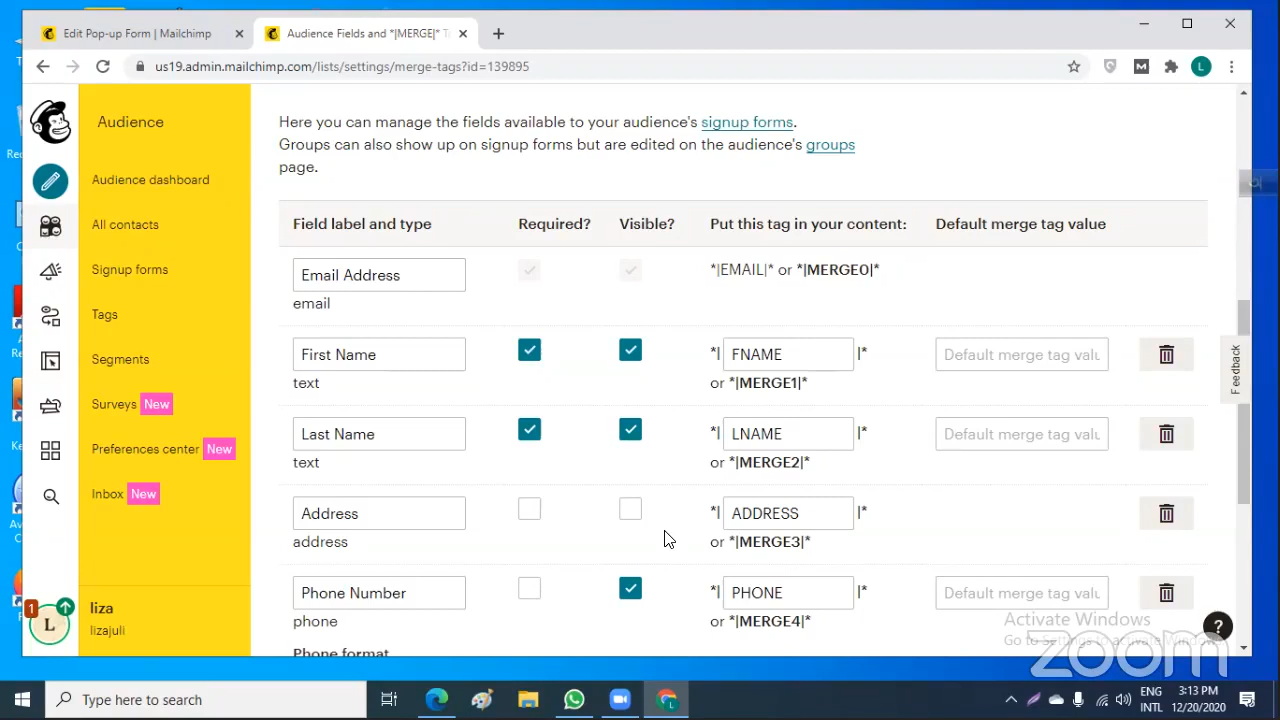 Edit Pop-up Form | Mailchimp
Audience Fields and *|MERGE|* T
us19.admin.mailchimp.com/lists/settings/merge-tags?id=139895
L
Audience
Audience dashboard
All contacts
Signup forms
Tags
Segments
Surveys New
Preferences center New
Inbox New
1
L
liza
lizajuli
Here you can manage the fields available to your audience's signup forms.
Groups can also show up on signup forms but are edited on the audience's groups
page.
Field label and type Required? Visible? Put this tag in your content: Default merge tag value
Email Address *|EMAIL|* or *|MERGE0|*
email
First Name *| FNAME |* Default merge tag valu
text or *|MERGE1|*
Last Name *| LNAME |* Default merge tag valu
text or *|MERGE2|*
Address *| ADDRESS |*
address or *|MERGE3|*
Phone Number *| PHONE |* Default merge tag valu
phone or *|MERGE4|*
Phone format
Feedback
?
Activate Windows
Go to Settings to activate Windows
zoom
Type here to search
L
ENG
INTL
3:13 PM
12/20/2020